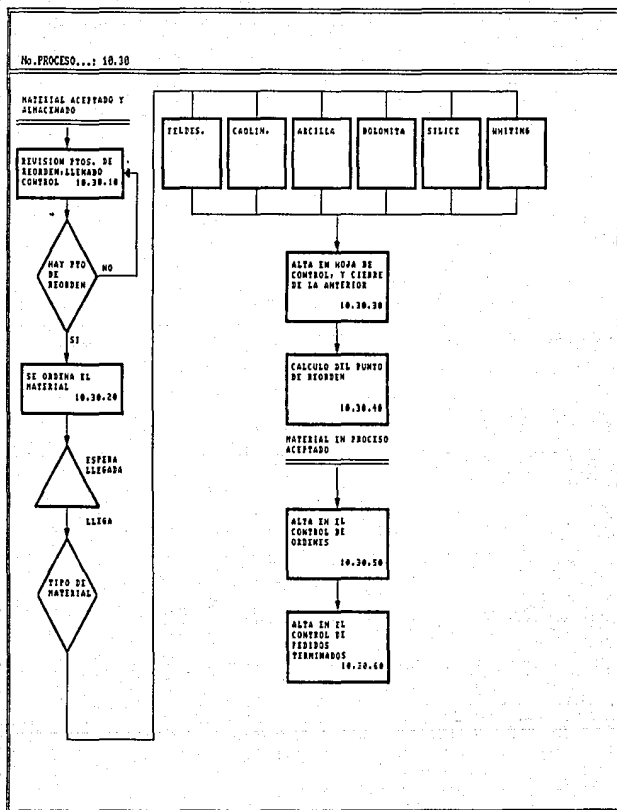 No.PROCESO...: 10.30
MATERIAL ACEPTADO Y
ALMACENADO
REVISION PTOS. DE
REORDEN;LLENADO
CONTROL 10.30.10
HAY PTO
DE
REORDEN
NO
SI
SE ORDENA EL
MATERIAL
10.30.20
ESPERA
LLEGADA
LLEGA
TIPO DE
MATERIAL
FELDES.
CAOLIN.
ARCILLA
DOLOMITA
SILICE
WHITING
ALTA EN HOJA DE
CONTROL; Y CIERRE
DE LA ANTERIOR
10.30.30
CALCULO DEL PUNTO
DE REORDEN
10.30.40
MATERIAL EN PROCESO
ACEPTADO
ALTA EN EL
CONTROL DE
ORDENES
10.30.50
ALTA EN EL
CONTROL DE
PEDIDOS
TERMINADOS
10.30.60